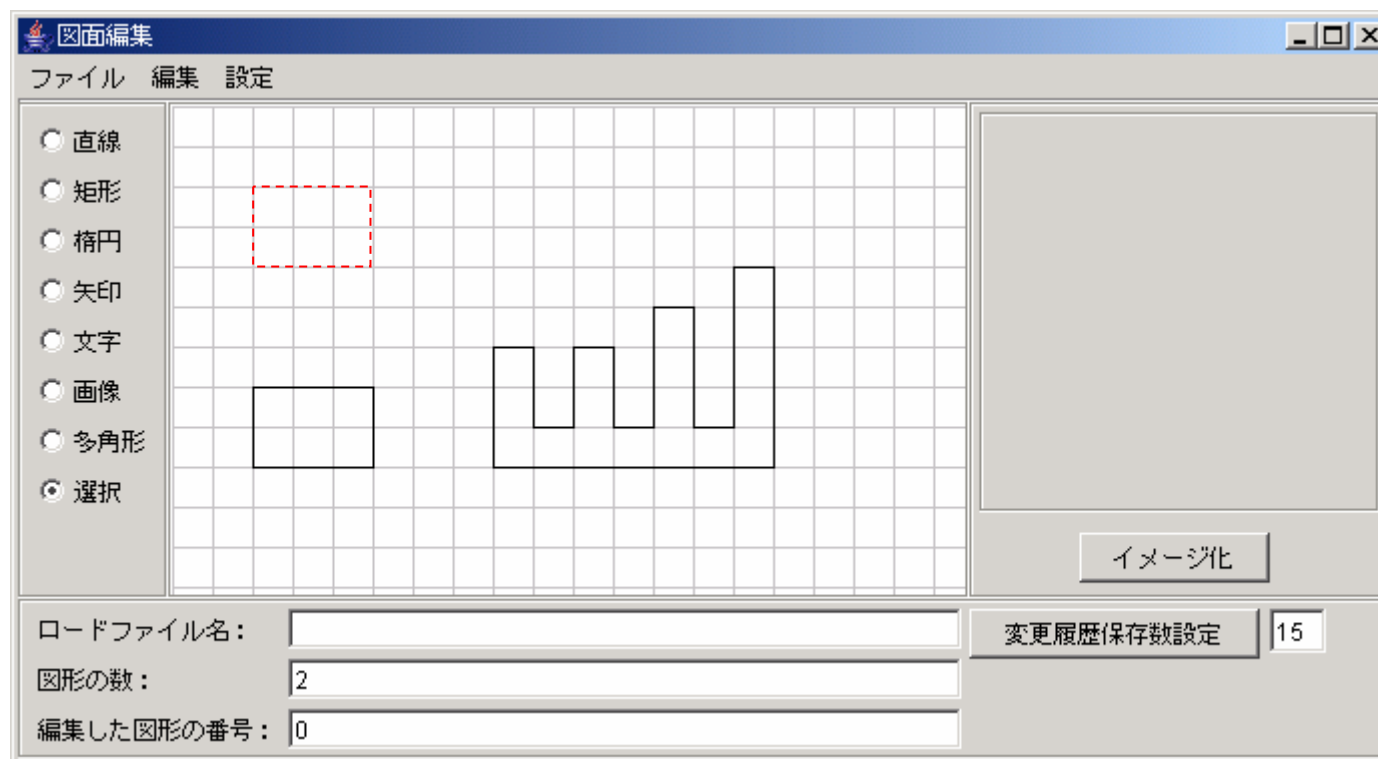 図面編集
ファイル 編集 設定
直線
矩形
楕円
矢印
文字
画像
多角形
選択
イメージ化
ロードファイル名：
変更履歴保存数設定 15
図形の数： 2
編集した図形の番号： 0